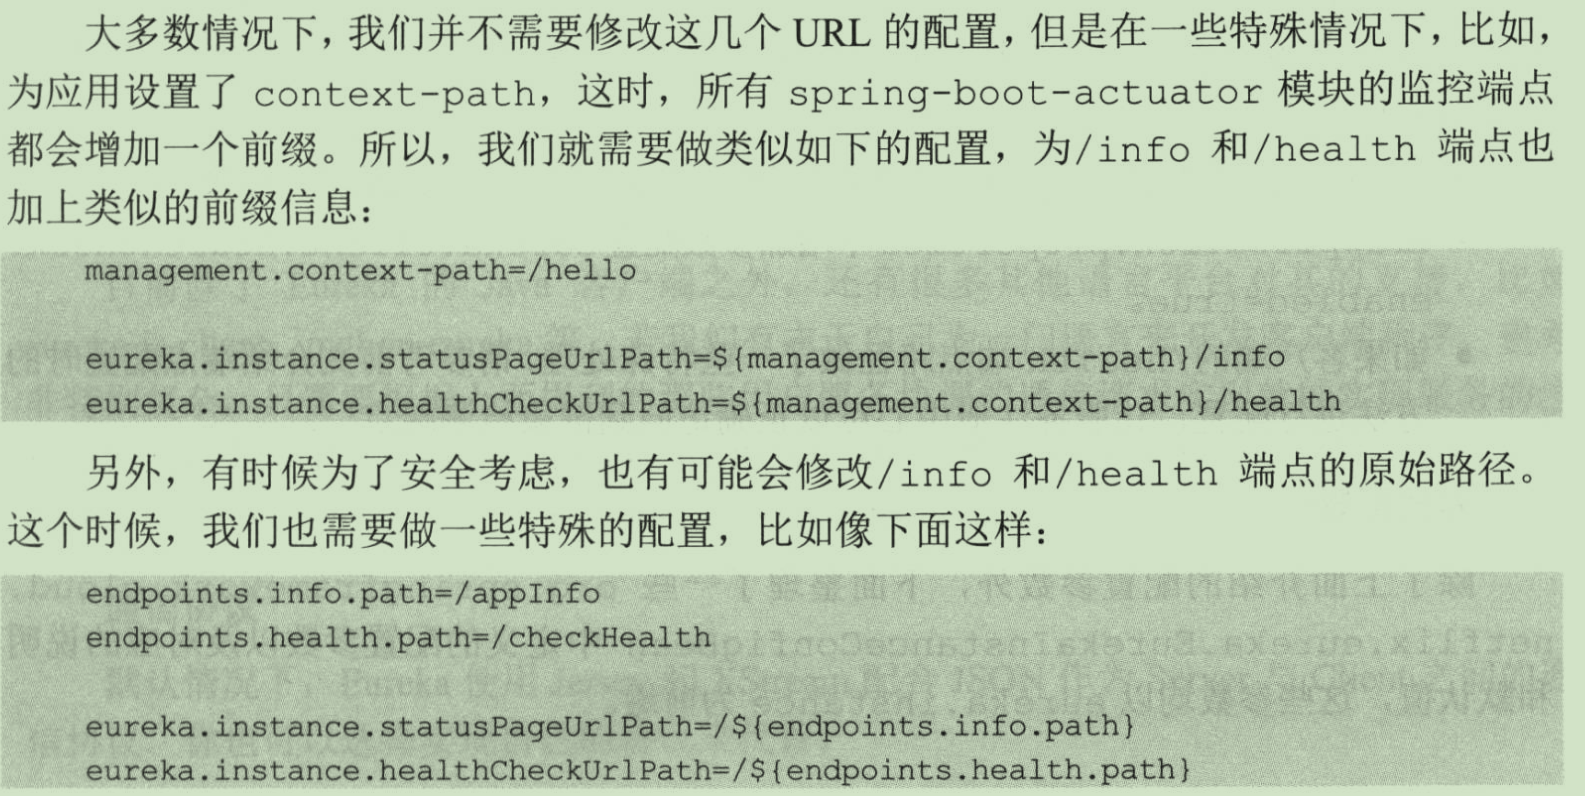 大多数情况下，我们并不需要修改这几个 URL 的配置，但是在一些特殊情况下，比如，
为应用设置了 context-path，这时，所有 spring-boot-actuator 模块的监控端点
都会增加一个前缀。所以，我们就需要做类似如下的配置，为/info 和/health 端点也
加上类似的前缀信息：
management.context-path=/hello
eureka.instance.statusPageUrlPath=${management.context-path}/info
eureka.instance.healthCheckUrlPath=${management.context-path}/health
另外，有时候为了安全考虑，也有可能会修改/info 和/health 端点的原始路径。
这个时候，我们也需要做一些特殊的配置，比如像下面这样：
endpoints.info.path=/appInfo
endpoints.health.path=/checkHealth
eureka.instance.statusPageUrlPath=/${endpoints.info.path}
eureka.instance.healthCheckUrlPath=/${endpoints.health.path}